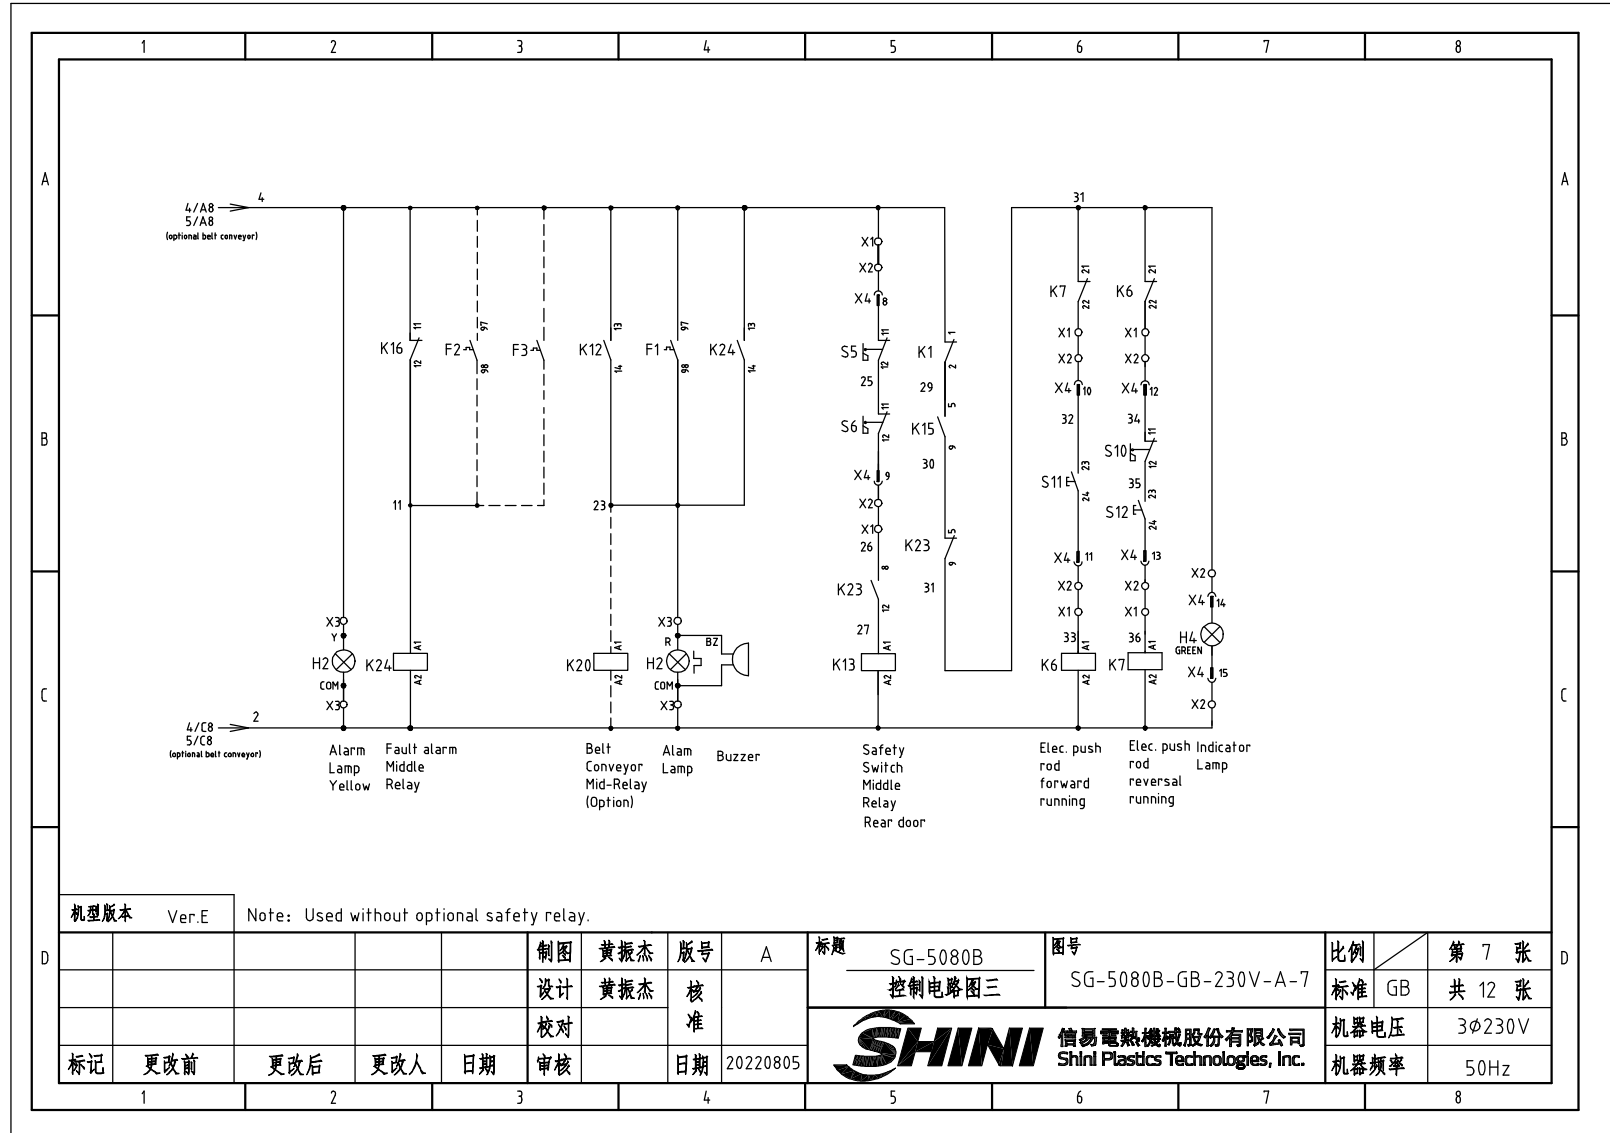 1 2 3 4 5 6 7 8
A A
4/A8 4 31
5/A8
(optional belt conveyor)
X1
X2
X4 8
21 21
K7 K6
22 22
B B
11 97 13 97 13 11 1
X1 X1
K16 F2 F3 K12 F1 K24 S5 K1
X2 X2
12 98 14 98 14 12 2
25 29
X4 10 X4 12
11 5
32 34
S6 K15
12 9
11
S10
12
30
23
X4 9
S11
24
35
23
S12
24
X2
11 23
X1
26 K23 5
9
X4 11 X4 13
C C
8 31
X2 X2 X2
K23
12
X1 X1
X4 14
X3 X3
27
33 36
Y R BZ
H4
GREEN
A1 A1 A1 A1 A1
H2 K24 K20 H2 K13 K6 K7
A2 A2 A2 A2 A2
X4 15
COM COM
X3 X3 X2
4/C8 2
5/C8
(optional belt conveyor)
Alarm
Lamp
Yellow
Fault alarm
Middle
Relay
Belt
Conveyor
Mid-Relay
(Option)
Alam
Lamp
Buzzer
Safety
Switch
Middle
Relay
Rear door
Elec. push
rod
forward
running
Elec. push
rod
reversal
running
Indicator
Lamp
机型版本 Ver.E
Note: Used without optional safety relay.
D D
制图 黄振杰 版号 A
设计 黄振杰 核准
校对
标记 更改前 更改后 更改人 日期 审核 日期 20220805
标题 SG-5080B
控制电路图三
图号
SG-5080B-GB-230V-A-7
比例 第 7 张
标准 GB 共 12 张
机器电压 3Φ230V
机器频率 50Hz
SHINI
信易電熱機械股份有限公司
Shini Plastics Technologies, Inc.
1 2 3 4 5 6 7 8